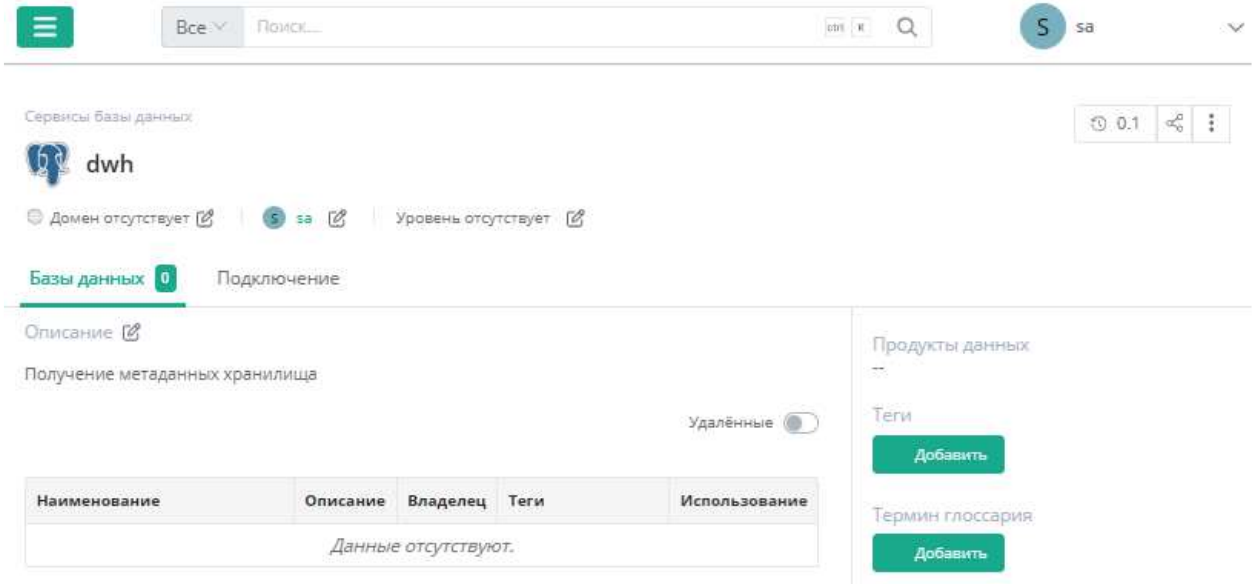 Все Поиск... ctrl K S sa
Сервисы базы данных
0.1
dwh
Домен отсутствует S sa Уровень отсутствует
Базы данных 0 Подключение
Описание
Получение метаданных хранилища
Удалённые
Наименование Описание Владелец Теги Использование
Данные отсутствуют.
Продукты данных
--
Теги
Добавить
Термин глоссария
Добавить